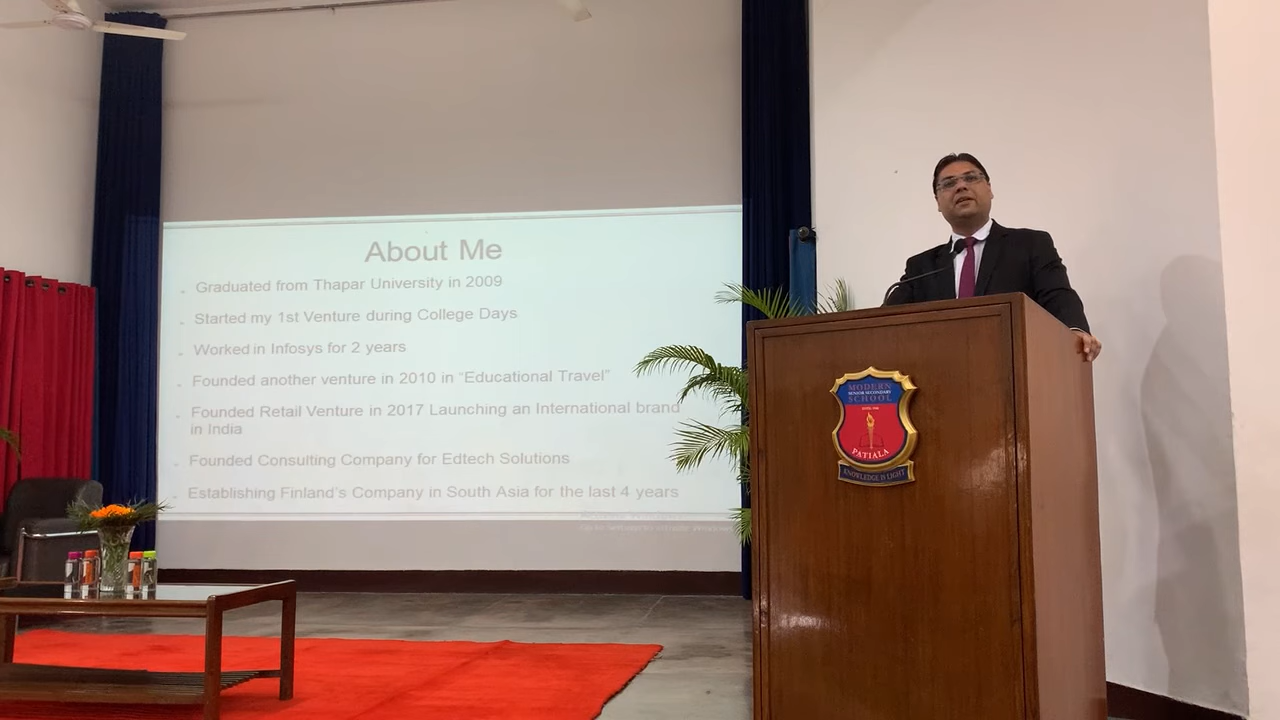 About Me
Graduated from Thapar University in 2009
Started my 1st Venture during College Days
Worked in Infosys for 2 years
Founded another venture in 2010 in “Educational Travel”
Founded Retail Venture in 2017 Launching an International brand
in India
Founded Consulting Company for Edtech Solutions
Establishing Finland's Company in South Asia for the last 4 years
MODERN
SENIOR SECONDARY
SCHOOL
PATIALA
KNOWLEDGE IS LIGHT